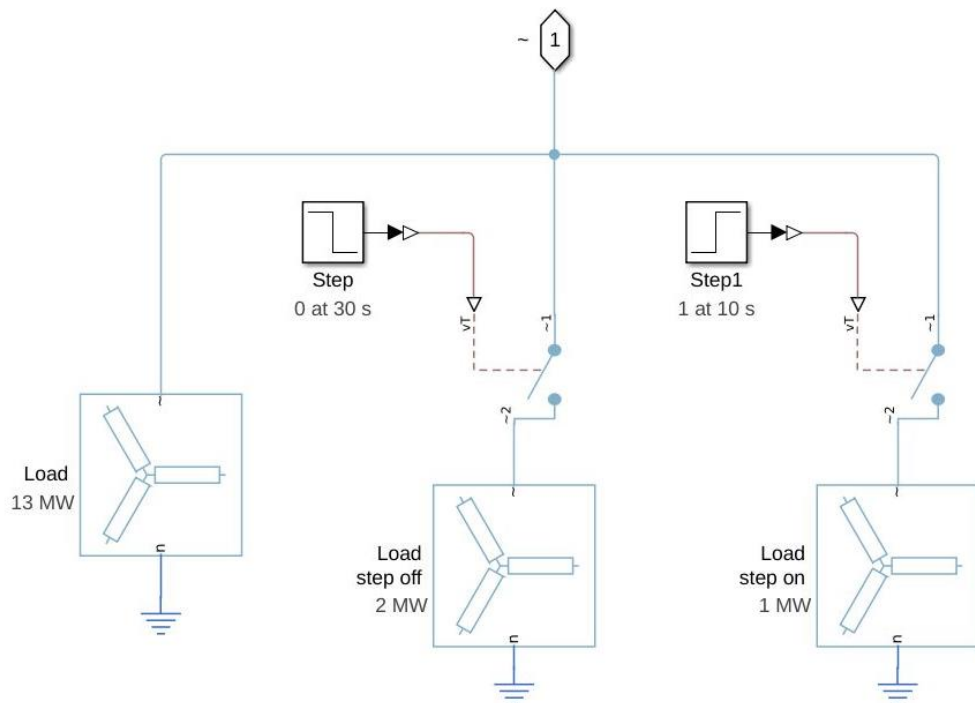 ~ 1
Step
0 at 30 s
vT
~1
~2
Step1
1 at 10 s
vT
~1
~2
~
Load
13 MW
n
~
Load
step off
2 MW
n
~
Load
step on
1 MW
n